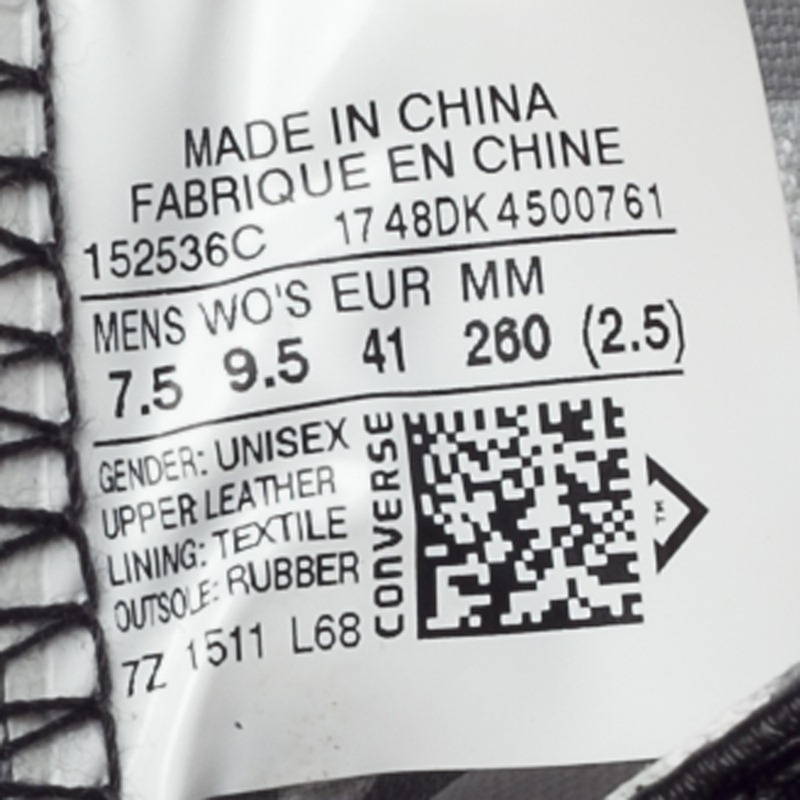 MADE IN CHINA
FABRIQUE EN CHINE
152536C 1748DK4500761
MENS WO'S EUR MM
7.5 9.5 41 260 (2.5)
GENDER: UNISEX
UPPER LEATHER
LINING: TEXTILE
OUTSOLE: RUBBER
7Z 1511 L68
CONVERSE
TM